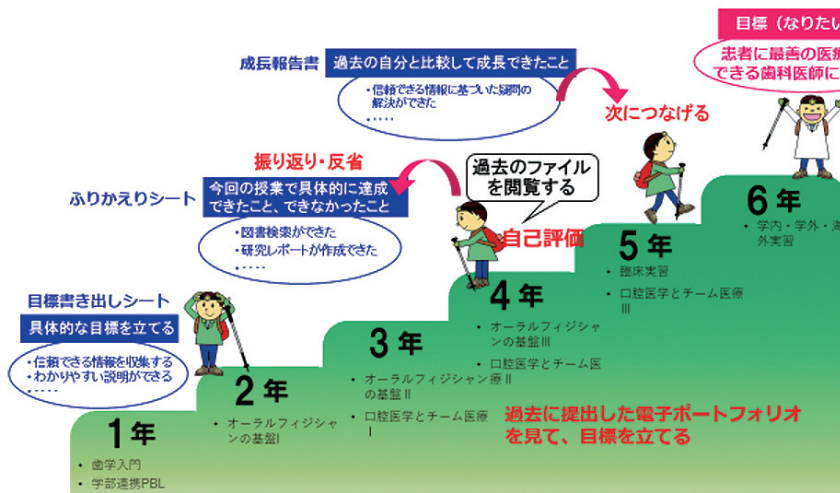 目標（なりたい
患者に最善の医療
できる歯科医師に
成長報告書
過去の自分と比較して成長できたこと
・信頼できる情報に基づいた疑問の
解決ができた
・‥‥
次につなげる
振り返り・反省
過去のファイル
を閲覧する
ふりかえりシート
今回の授業で具体的に達成
できたこと、できなかったこと
・図書検索ができた
・研究レポートが作成できた
・‥‥
自己評価
目標書き出しシート
具体的な目標を立てる
・信頼できる情報を収集する
・わかりやすい説明ができる
・‥‥
6年
• 学内・学外・海
外実習
5年
• 臨床実習
• 口腔医学とチーム医療
Ⅲ
4年
• オーラルフィジシャ
ンの基盤Ⅲ
• 口腔医学とチーム医
療Ⅱ
3年
• オーラルフィジシャン
の基盤Ⅱ
• 口腔医学とチーム医療
Ⅰ
2年
• オーラルフィジシャ
ンの基盤Ⅰ
1年
• 歯学入門
• 学部連携PBL
過去に提出した電子ポートフォリオ
を見て、目標を立てる